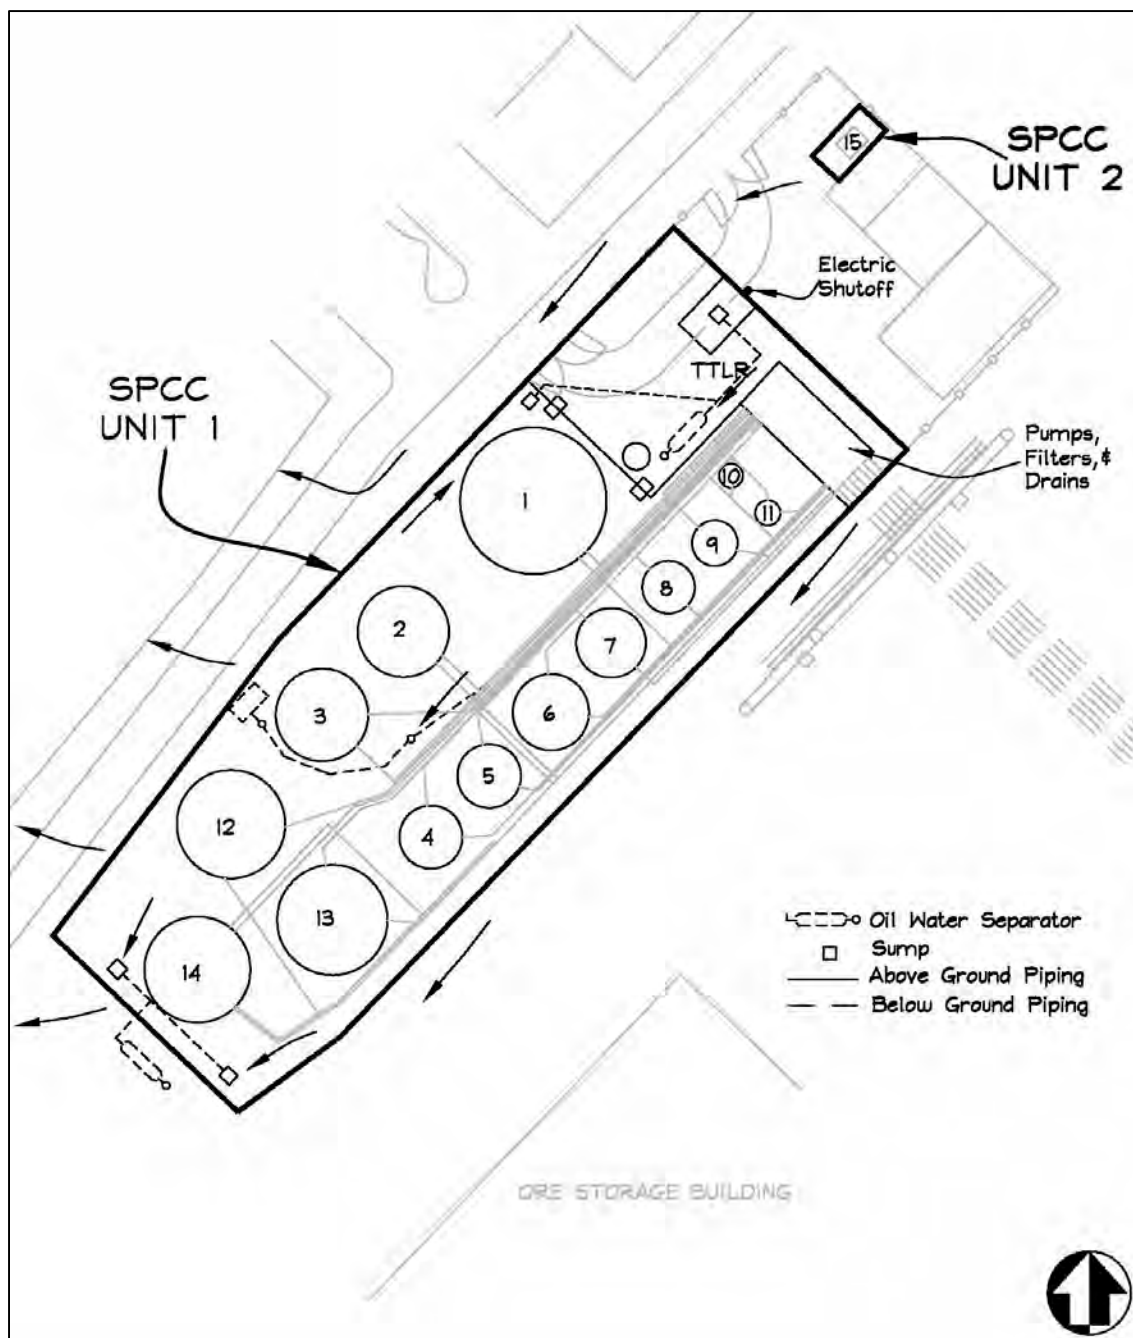 15
SPCC
UNIT 2
Electric
Shutoff
TTLR
SPCC
UNIT 1
Pumps,
Filters, &
Drains
10
1
11
9
8
2
7
3
6
5
12
4
13
14
Oil Water Separator
Sump
Above Ground Piping
Below Ground Piping
ORE STORAGE BUILDING